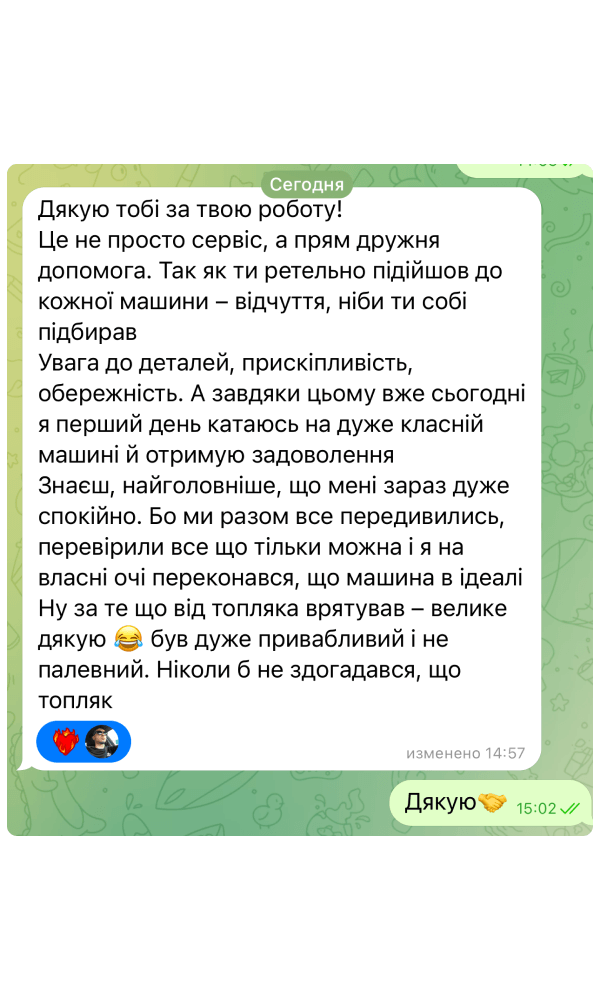 Сегодня
Дякую тобі за твою роботу!
Це не просто сервіс, а прям дружня
допомога. Так як ти ретельно підійшов до
кожної машини – відчуття, ніби ти собі
підбирав
Увага до деталей, прискіпливість,
обережність. А завдяки цьому вже сьогодні
я перший день катаюсь на дуже класній
машині й отримую задоволення
Знаєш, найголовніше, що мені зараз дуже
спокійно. Бо ми разом все передивились,
перевірили все що тільки можна і я на
власні очі переконався, що машина в ідеалі
Ну за те що від топляка врятував – велике
дякую 😂 був дуже привабливий і не
палевний. Ніколи б не здогадався, що
топляк
изменено 14:57
Дякую🤝 15:02